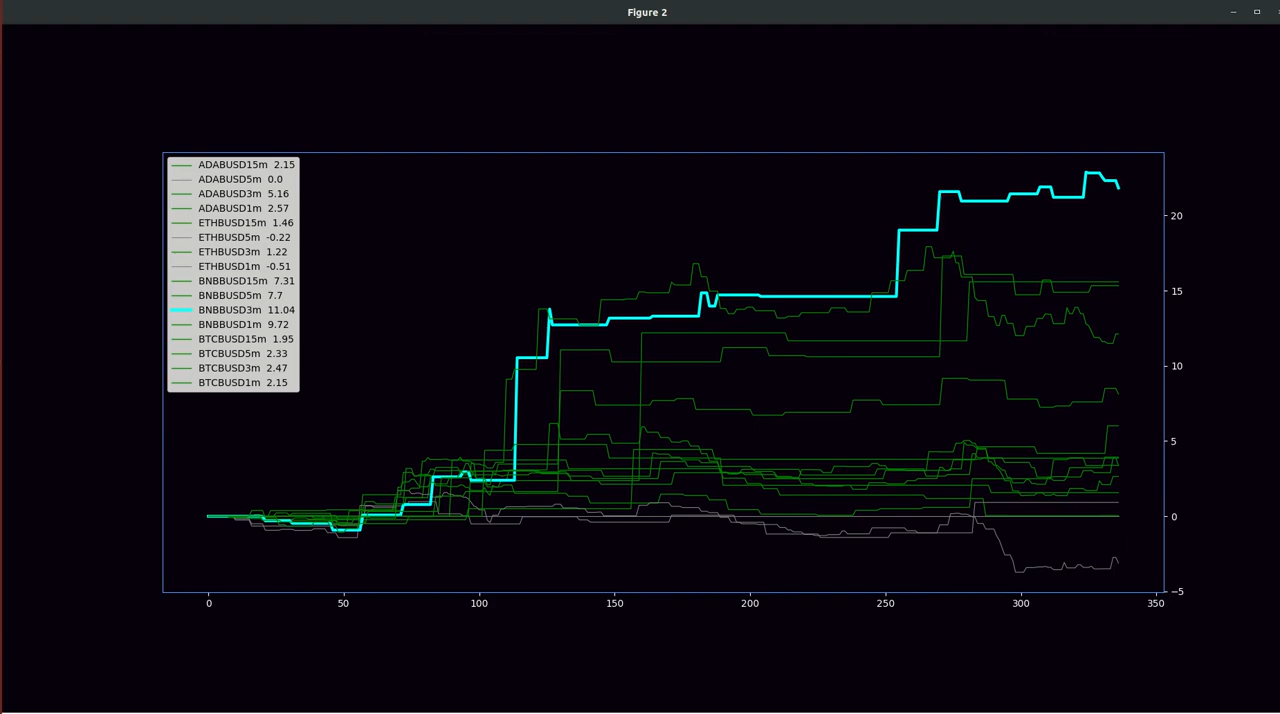 Figure 2
ADABUSD15m 2.15
ADABUSD5m 0.0
ADABUSD3m 5.16
ADABUSD1m 2.57
ETHBUSD15m 1.46
ETHBUSD5m -0.22
ETHBUSD3m 1.22
ETHBUSD1m -0.51
BNBBUSD15m 7.31
BNBBUSD5m 7.7
BNBBUSD3m 11.04
BNBBUSD1m 9.72
BTCBUSD15m 1.95
BTCBUSD5m 2.33
BTCBUSD3m 2.47
BTCBUSD1m 2.15
20
15
10
5
0
−5
0 50 100 150 200 250 300 350